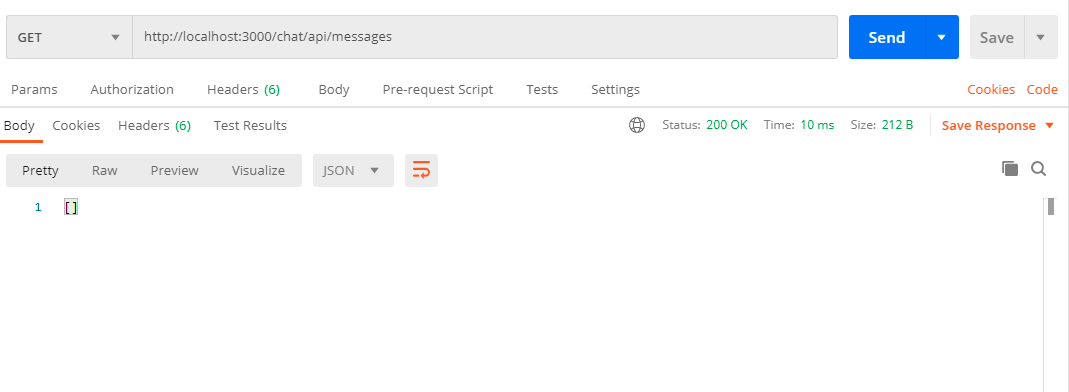 GET http://localhost:3000/chat/api/messages Send Save
Params Authorization Headers (6) Body Pre-request Script Tests Settings Cookies Code
Body Cookies Headers (6) Test Results Status: 200 OK Time: 10 ms Size: 212 B Save Response
Pretty Raw Preview Visualize JSON
1 []